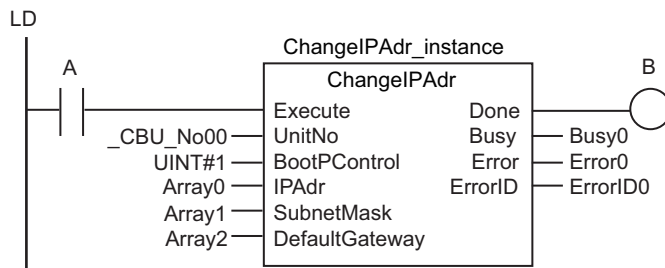 LD
ChangeIPAdr_instance
A
ChangeIPAdr
B
Execute Done
_CBU_No00 UnitNo Busy Busy0
UINT#1 BootPControl Error Error0
Array0 IPAdr ErrorID ErrorID0
Array1 SubnetMask
Array2 DefaultGateway